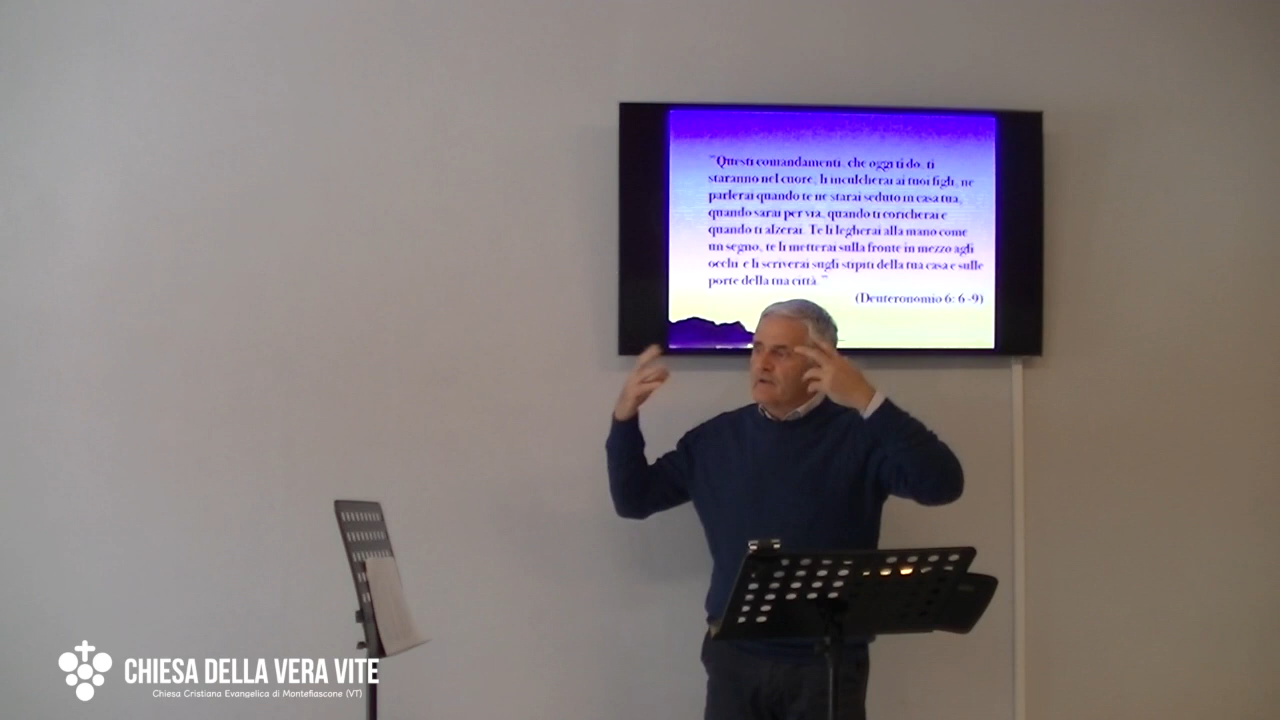 "Questi comandamenti, che oggi ti do, ti
staranno nel cuore, li inculcherai ai tuoi figli, ne
parlerai quando te ne starai seduto in casa tua,
quando sarai per via, quando ti coricherai e
quando ti alzerai. Te li legherai alla mano come
un segno, te li metterai sulla fronte in mezzo agli
occhi e li scriverai sugli stipiti della tua casa e sulle
porte della tua città."
(Deuteronomio 6: 6-9)
CHIESA DELLA VERA VITE
Chiesa Cristiana Evangelica di Montefiascone (VT)